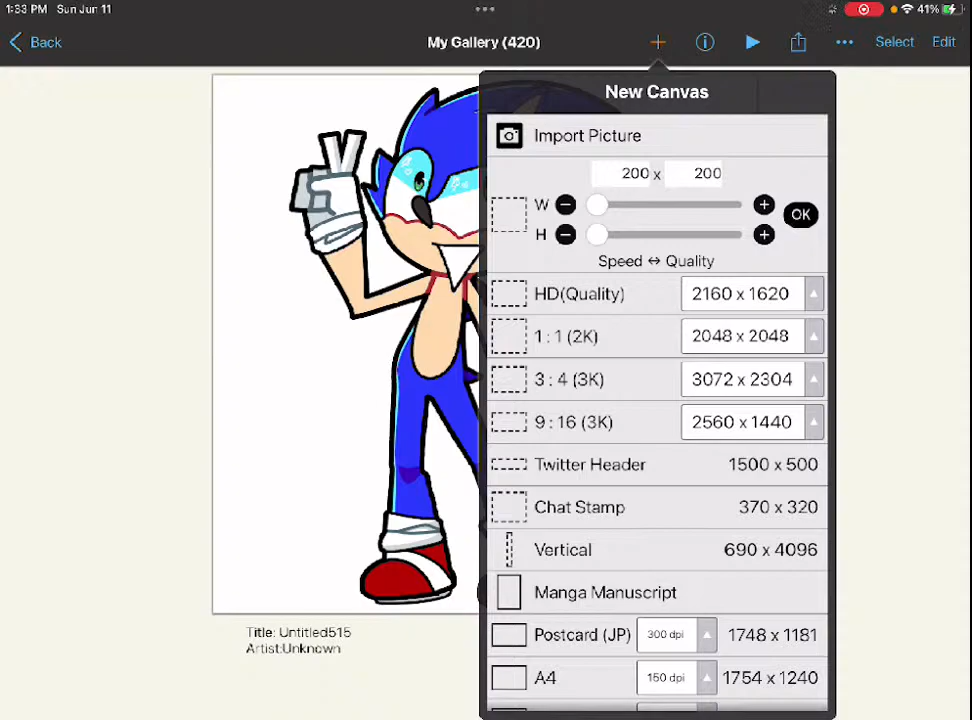 1:33 PM Sun Jun 11
41%
Back
My Gallery (420)
Select
Edit
New Canvas
Import Picture
200 x 200
W
OK
H
Speed ↔ Quality
HD(Quality) 2160 x 1620
1 : 1 (2K) 2048 x 2048
3 : 4 (3K) 3072 x 2304
9 : 16 (3K) 2560 x 1440
Twitter Header 1500 x 500
Chat Stamp 370 x 320
Vertical 690 x 4096
Manga Manuscript
Postcard (JP) 300 dpi 1748 x 1181
A4 150 dpi 1754 x 1240
Title: Untitled515
Artist:Unknown